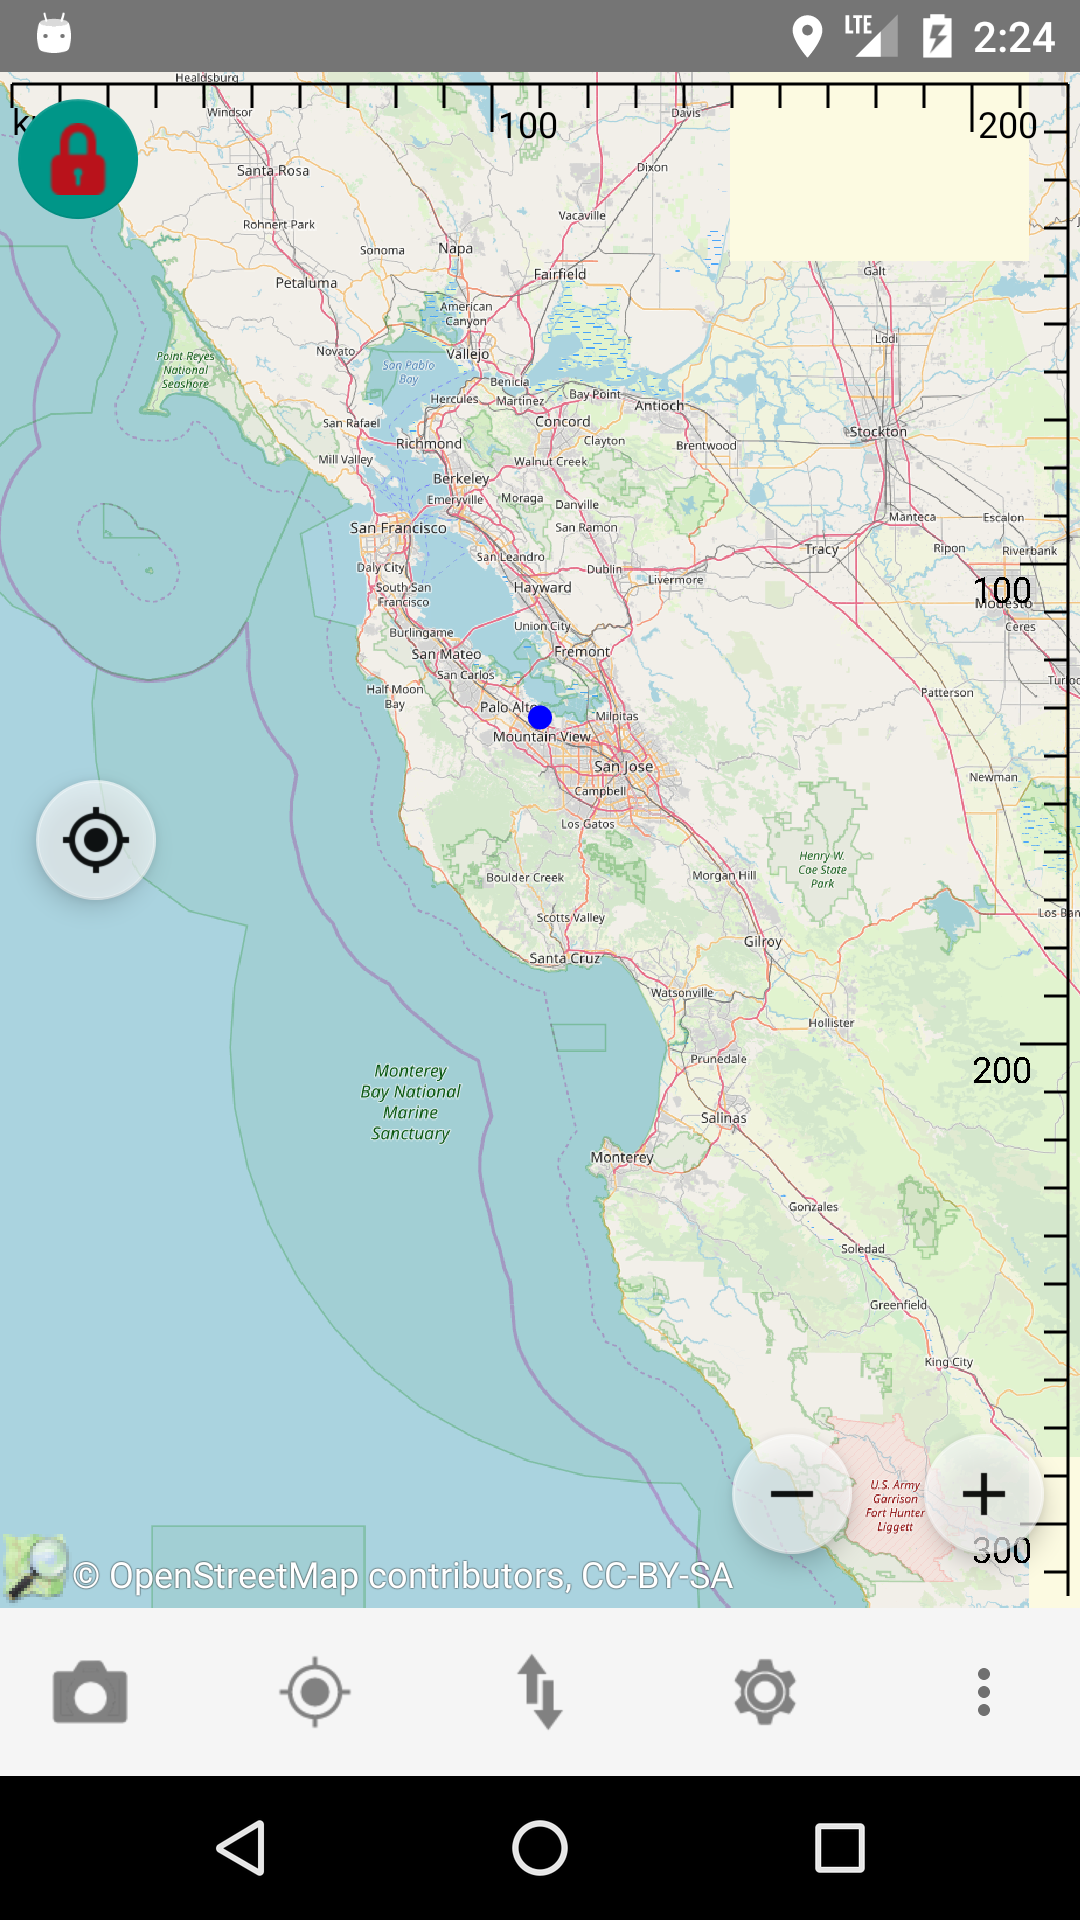 LTE 2:24
Healdsburg
Windsor
100
Davis
200
Santa Rosa
Dixon
Rohnert Park
Vacaville
Sonoma
Napa
Petaluma
Fairfield
Galt
American
Canyon
Lodi
Novato
Vallejo
Point Reyes
National
Seashore
San Pablo
Bay
Benicia
Hercules
Martinez
Bay Point
Antioch
San Rafael
Concord
Stockton
Richmond
Clayton
Brentwood
Mill Valley
Walnut Creek
Berkeley
Emeryville
Moraga
Danville
San Francisco
San Ramon
Manteca
Escalon
Daly City
San Leandro
Dublin
Livermore
Tracy
Ripon
Riverbank
South San
Francisco
Hayward
100
Modesto
Burlingame
Union City
Ceres
San Mateo
Fremont
San Carlos
Half Moon
Bay
Patterson
Palo Alto
Milpitas
Mountain View
San Jose
Newman
Campbell
Los Gatos
Henry W.
Coe State
Park
Boulder Creek
Morgan Hill
Scotts Valley
Los Ban
Gilroy
Santa Cruz
Watsonville
Hollister
Prunedale
200
Monterey
Bay National
Marine
Sanctuary
Salinas
Monterey
Gonzales
Soledad
Greenfield
King City
U.S. Army
Garrison
Fort Hunter
Liggett
300
© OpenStreetMap contributors, CC-BY-SA